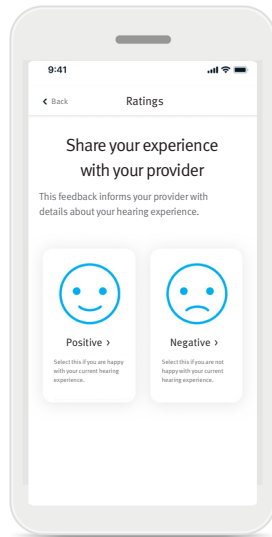 9:41
Back
Ratings
Share your experience
with your provider
This feedback informs your provider with
details about your hearing experience.
Positive ›
Negative ›
Select this if you are happy
with your current hearing
experience.
Select this if you are not
happy with your current
hearing experience.